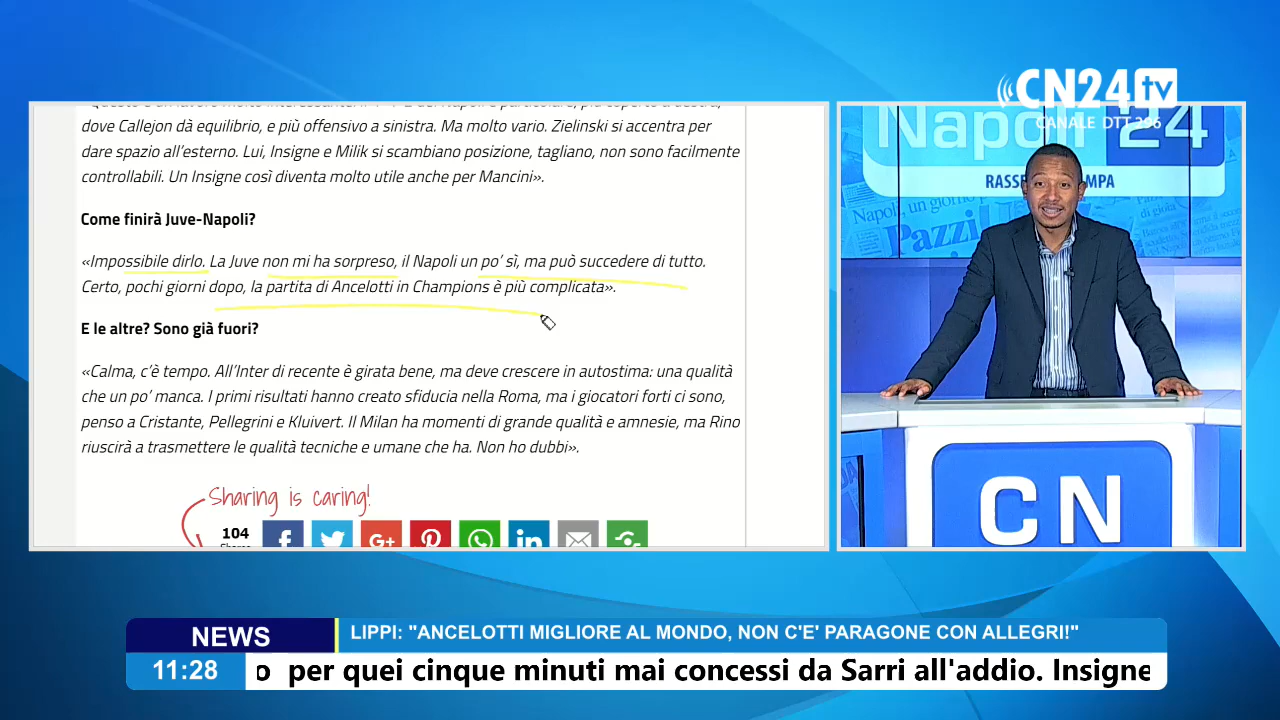 CN24 tv
CANALE DTT 296
dove Callejon dà equilibrio, e più offensivo a sinistra. Ma molto vario. Zielinski si accentra per
dare spazio all'esterno. Lui, Insigne e Milik si scambiano posizione, tagliano, non sono facilmente
controllabili. Un Insigne così diventa molto utile anche per Mancini».
Come finirà Juve-Napoli?
«Impossibile dirlo. La Juve non mi ha sorpreso, il Napoli un po' sì, ma può succedere di tutto.
Certo, pochi giorni dopo, la partita di Ancelotti in Champions è più complicata».
E le altre? Sono già fuori?
«Calma, c'è tempo. All'Inter di recente è girata bene, ma deve crescere in autostima: una qualità
che un po' manca. I primi risultati hanno creato sfiducia nella Roma, ma i giocatori forti ci sono,
penso a Cristante, Pellegrini e Kluivert. Il Milan ha momenti di grande qualità e amnesie, ma Rino
riuscirà a trasmettere le qualità tecniche e umane che ha. Non ho dubbi».
Sharing is caring!
104
Shares
Napoli 24
Napoli, un giorno
Pazzi
CN
NEWS
LIPPI: "ANCELOTTI MIGLIORE AL MONDO, NON C'E' PARAGONE CON ALLEGRI!"
11:28
o per quei cinque minuti mai concessi da Sarri all'addio. Insigne